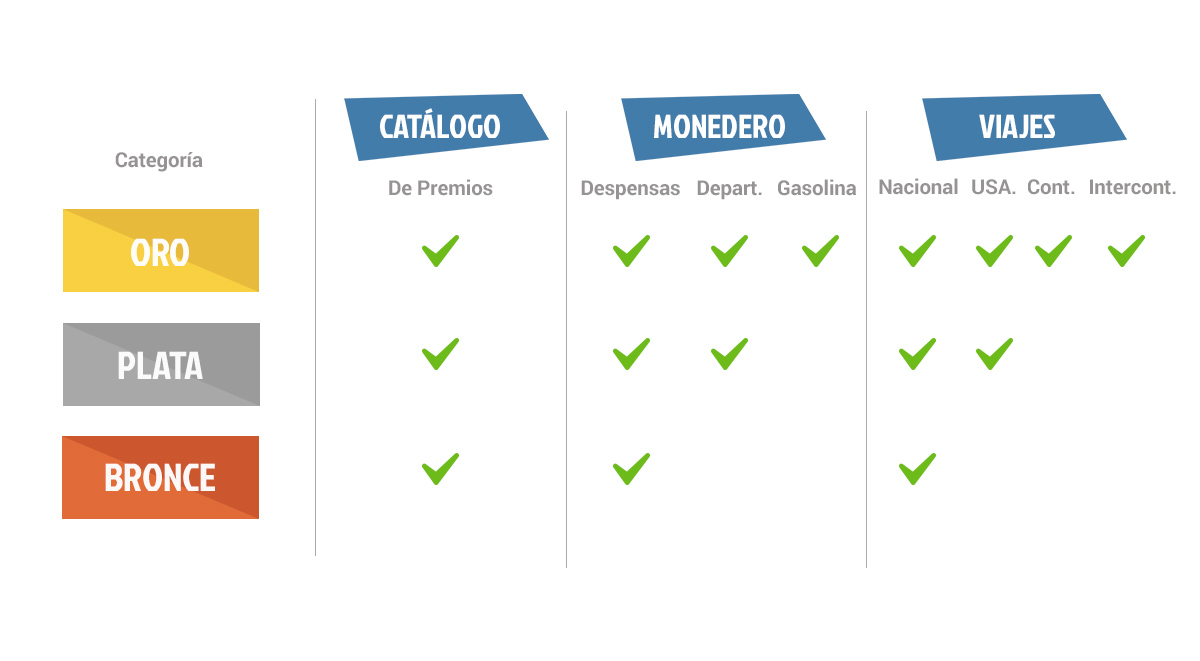 CATÁLOGO
MONEDERO
VIAJES
Categoría
De Premios
Despensas Depart. Gasolina
Nacional USA. Cont. Intercont.
ORO
PLATA
BRONCE